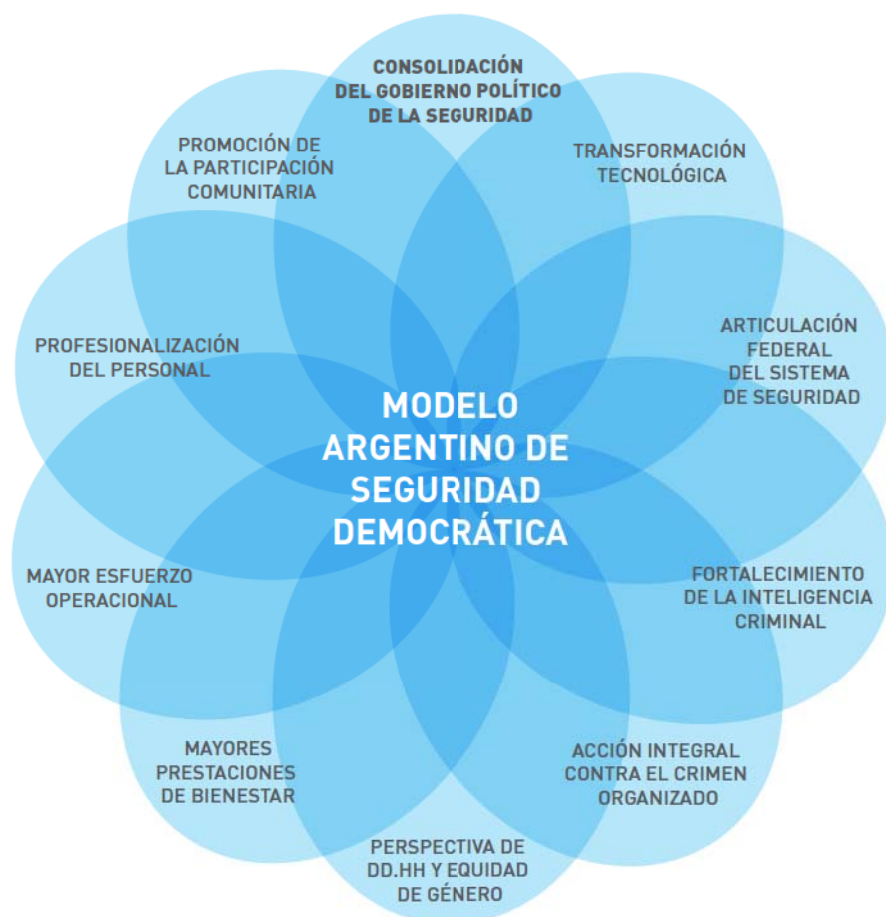 CONSOLIDACIÓN
DEL GOBIERNO POLÍTICO
DE LA SEGURIDAD
TRANSFORMACIÓN
TECNOLÓGICA
ARTICULACIÓN
FEDERAL
DEL SISTEMA
DE SEGURIDAD
FORTALECIMIENTO
DE LA INTELIGENCIA
CRIMINAL
ACCIÓN INTEGRAL
CONTRA EL CRIMEN
ORGANIZADO
PERSPECTIVA DE
DD.HH Y EQUIDAD
DE GÉNERO
MAYORES
PRESTACIONES
DE BIENESTAR
MAYOR ESFUERZO
OPERACIONAL
PROFESIONALIZACIÓN
DEL PERSONAL
PROMOCIÓN DE
LA PARTICIPACIÓN
COMUNITARIA
MODELO
ARGENTINO DE
SEGURIDAD
DEMOCRÁTICA